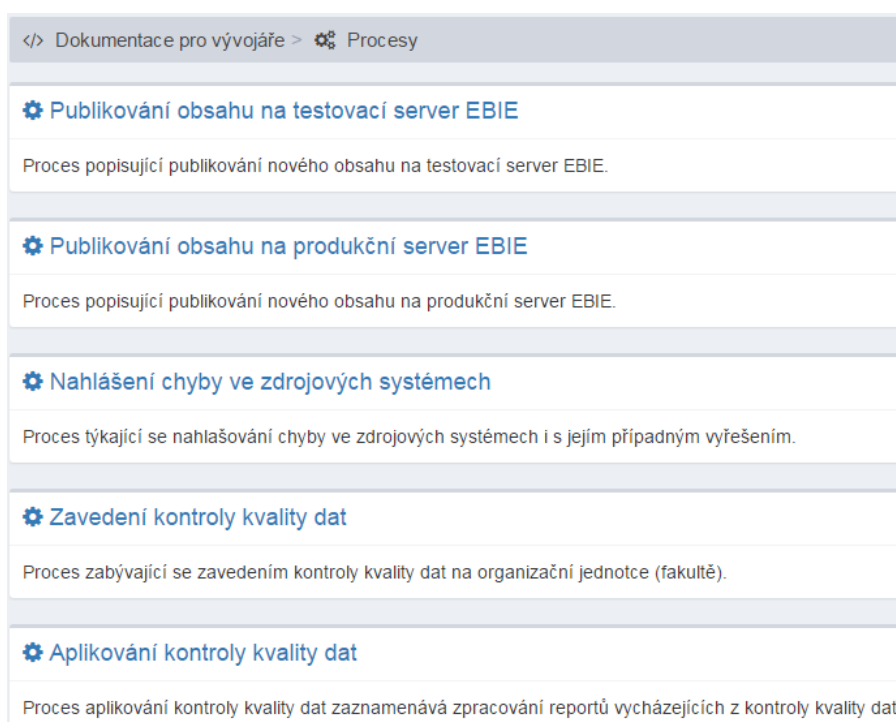 </> Dokumentace pro vývojáře > Procesy
Publikování obsahu na testovací server EBIE
Proces popisující publikování nového obsahu na testovací server EBIE.
Publikování obsahu na produkční server EBIE
Proces popisující publikování nového obsahu na produkční server EBIE.
Nahlášení chyby ve zdrojových systémech
Proces týkající se nahlašování chyby ve zdrojových systémech i s jejím případným vyřešením.
Zavedení kontroly kvality dat
Proces zabývající se zavedením kontroly kvality dat na organizační jednotce (fakultě).
Aplikování kontroly kvality dat
Proces aplikování kontroly kvality dat zaznamenává zpracování reportů vycházejících z kontroly kvality dat